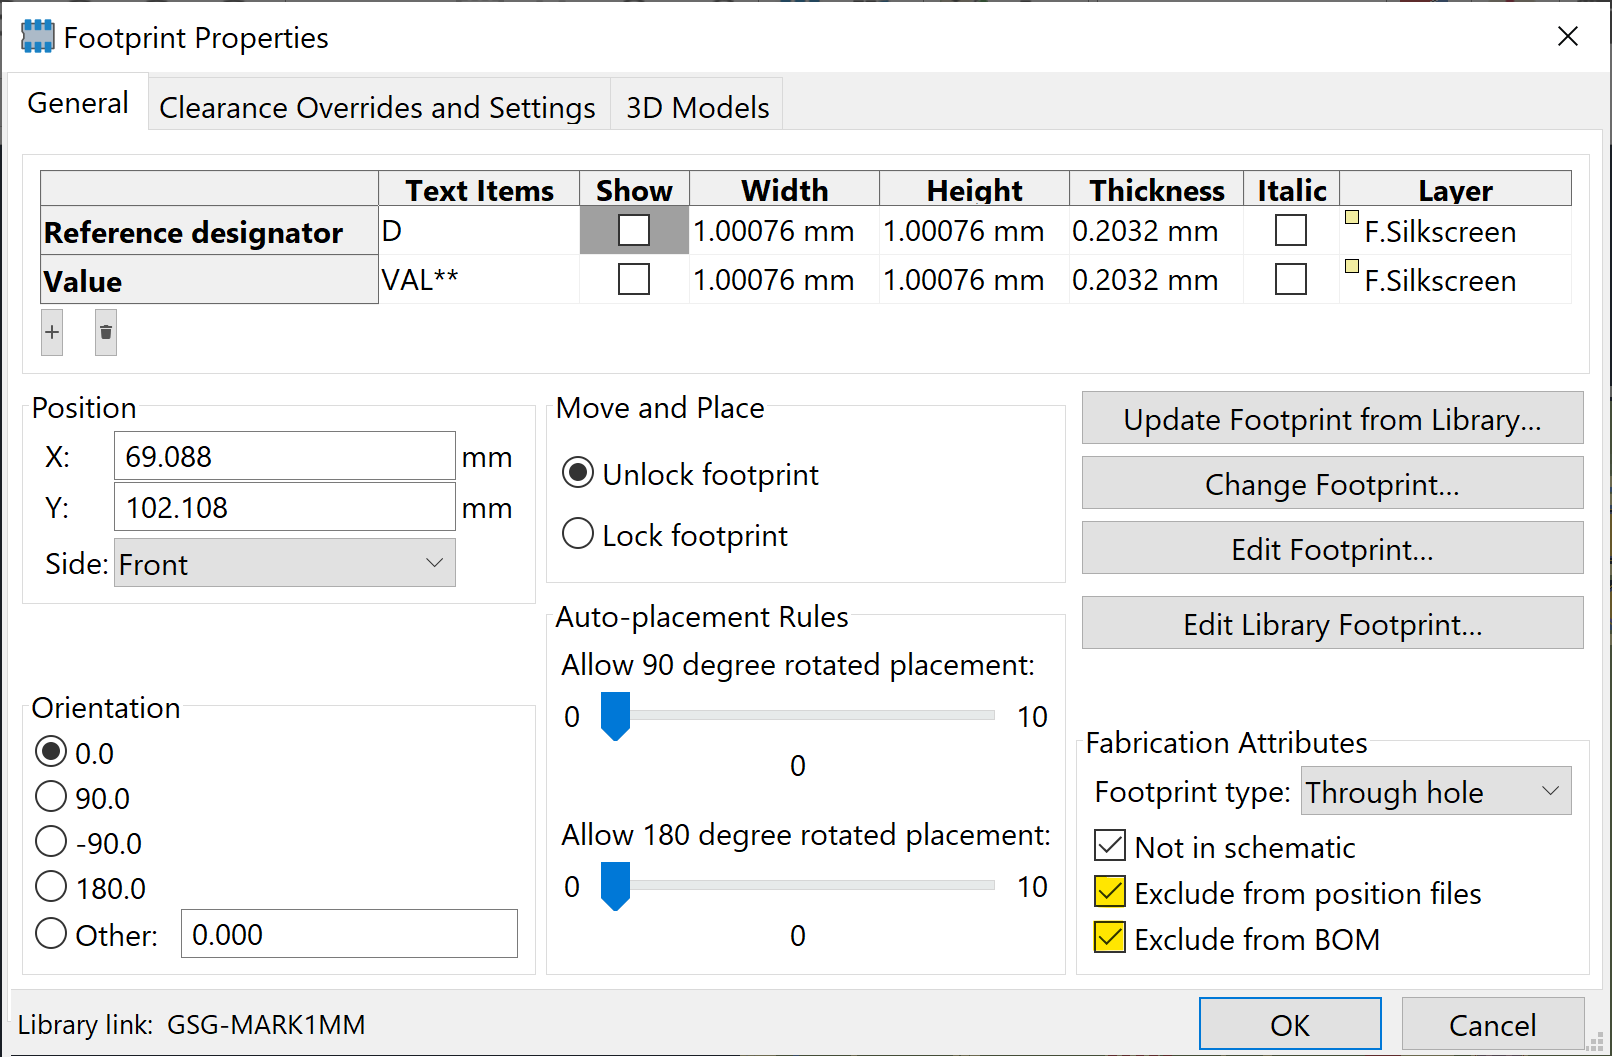 Footprint Properties
General Clearance Overrides and Settings 3D Models
Text Items Show Width Height Thickness Italic Layer
Reference designator D 1.00076 mm 1.00076 mm 0.2032 mm F.Silkscreen
Value VAL** 1.00076 mm 1.00076 mm 0.2032 mm F.Silkscreen
Position
X: 69.088 mm
Y: 102.108 mm
Side: Front
Orientation
0.0
90.0
-90.0
180.0
Other: 0.000
Move and Place
Unlock footprint
Lock footprint
Auto-placement Rules
Allow 90 degree rotated placement:
0 10
0
Allow 180 degree rotated placement:
0 10
0
Update Footprint from Library...
Change Footprint...
Edit Footprint...
Edit Library Footprint...
Fabrication Attributes
Footprint type: Through hole
Not in schematic
Exclude from position files
Exclude from BOM
Library link: GSG-MARK1MM
OK Cancel